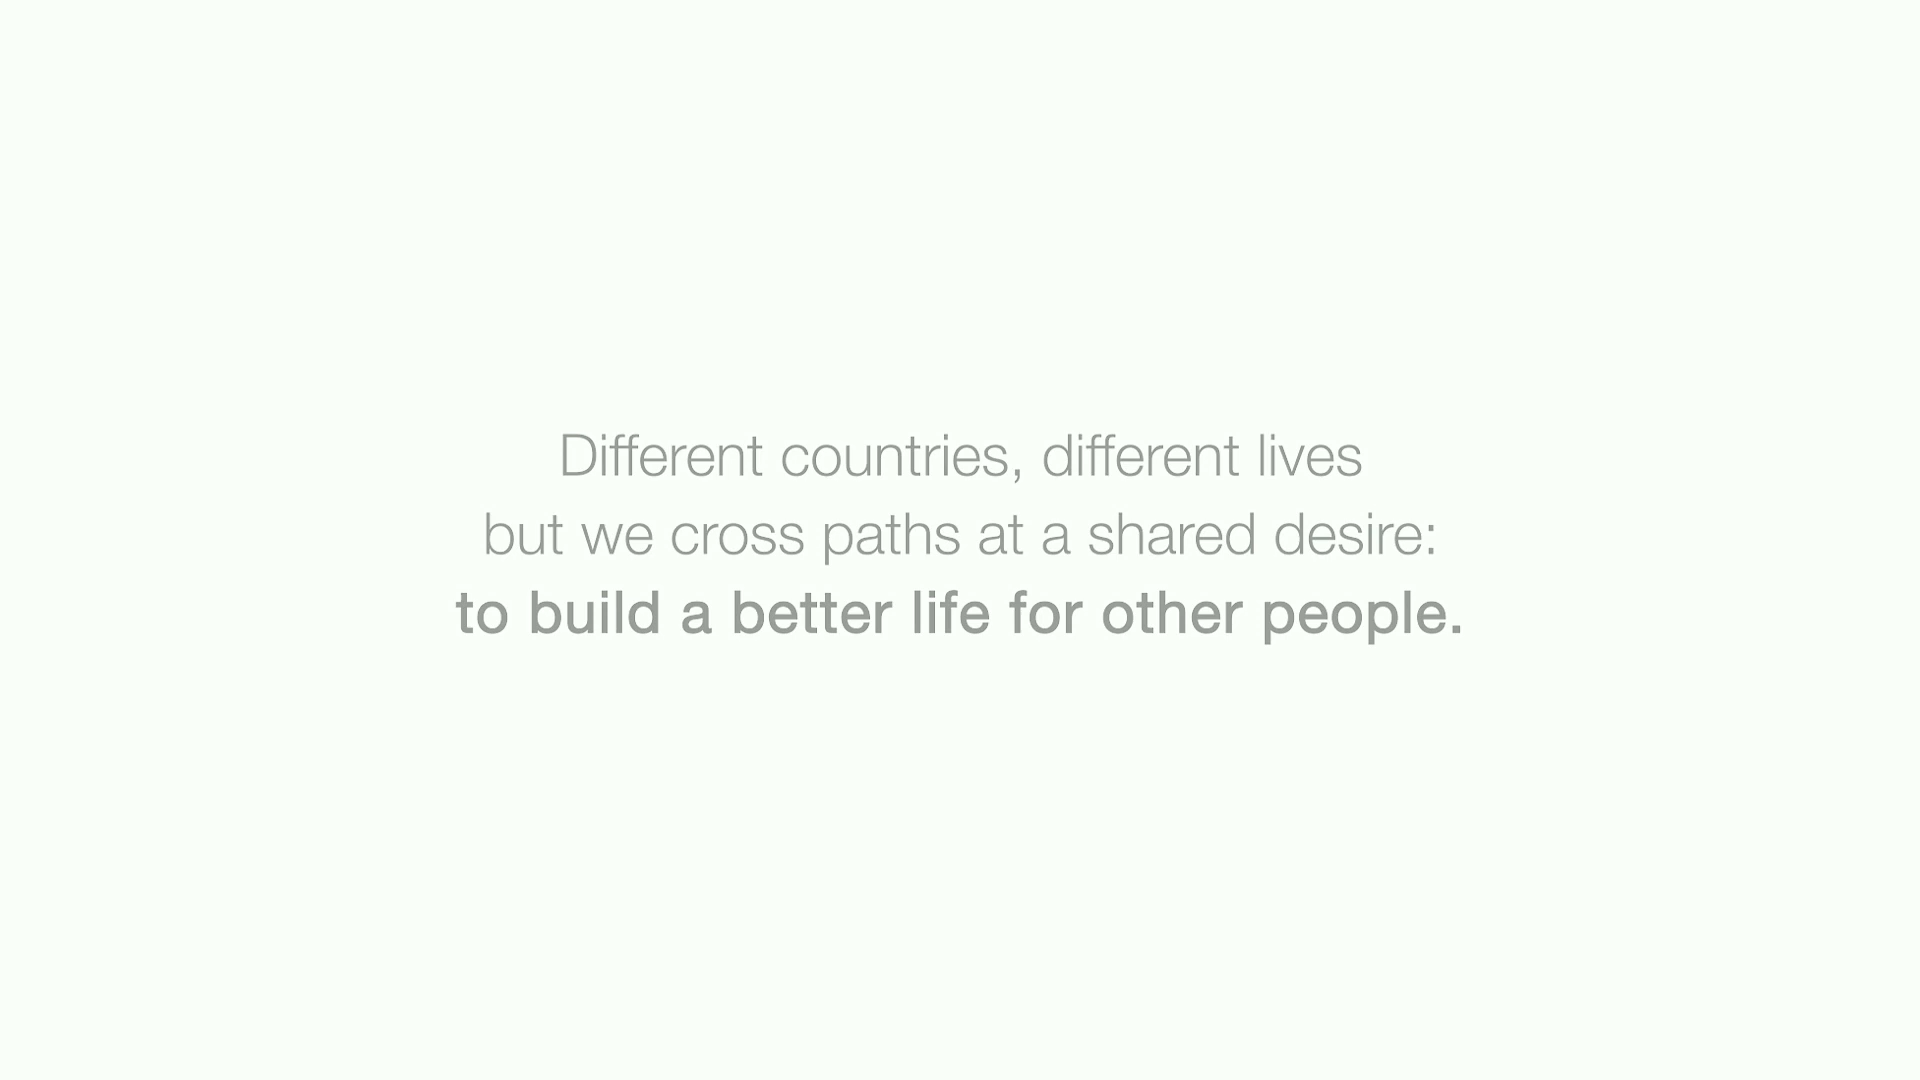 Different countries, different lives
but we cross paths at a shared desire:
to build a better life for other people.